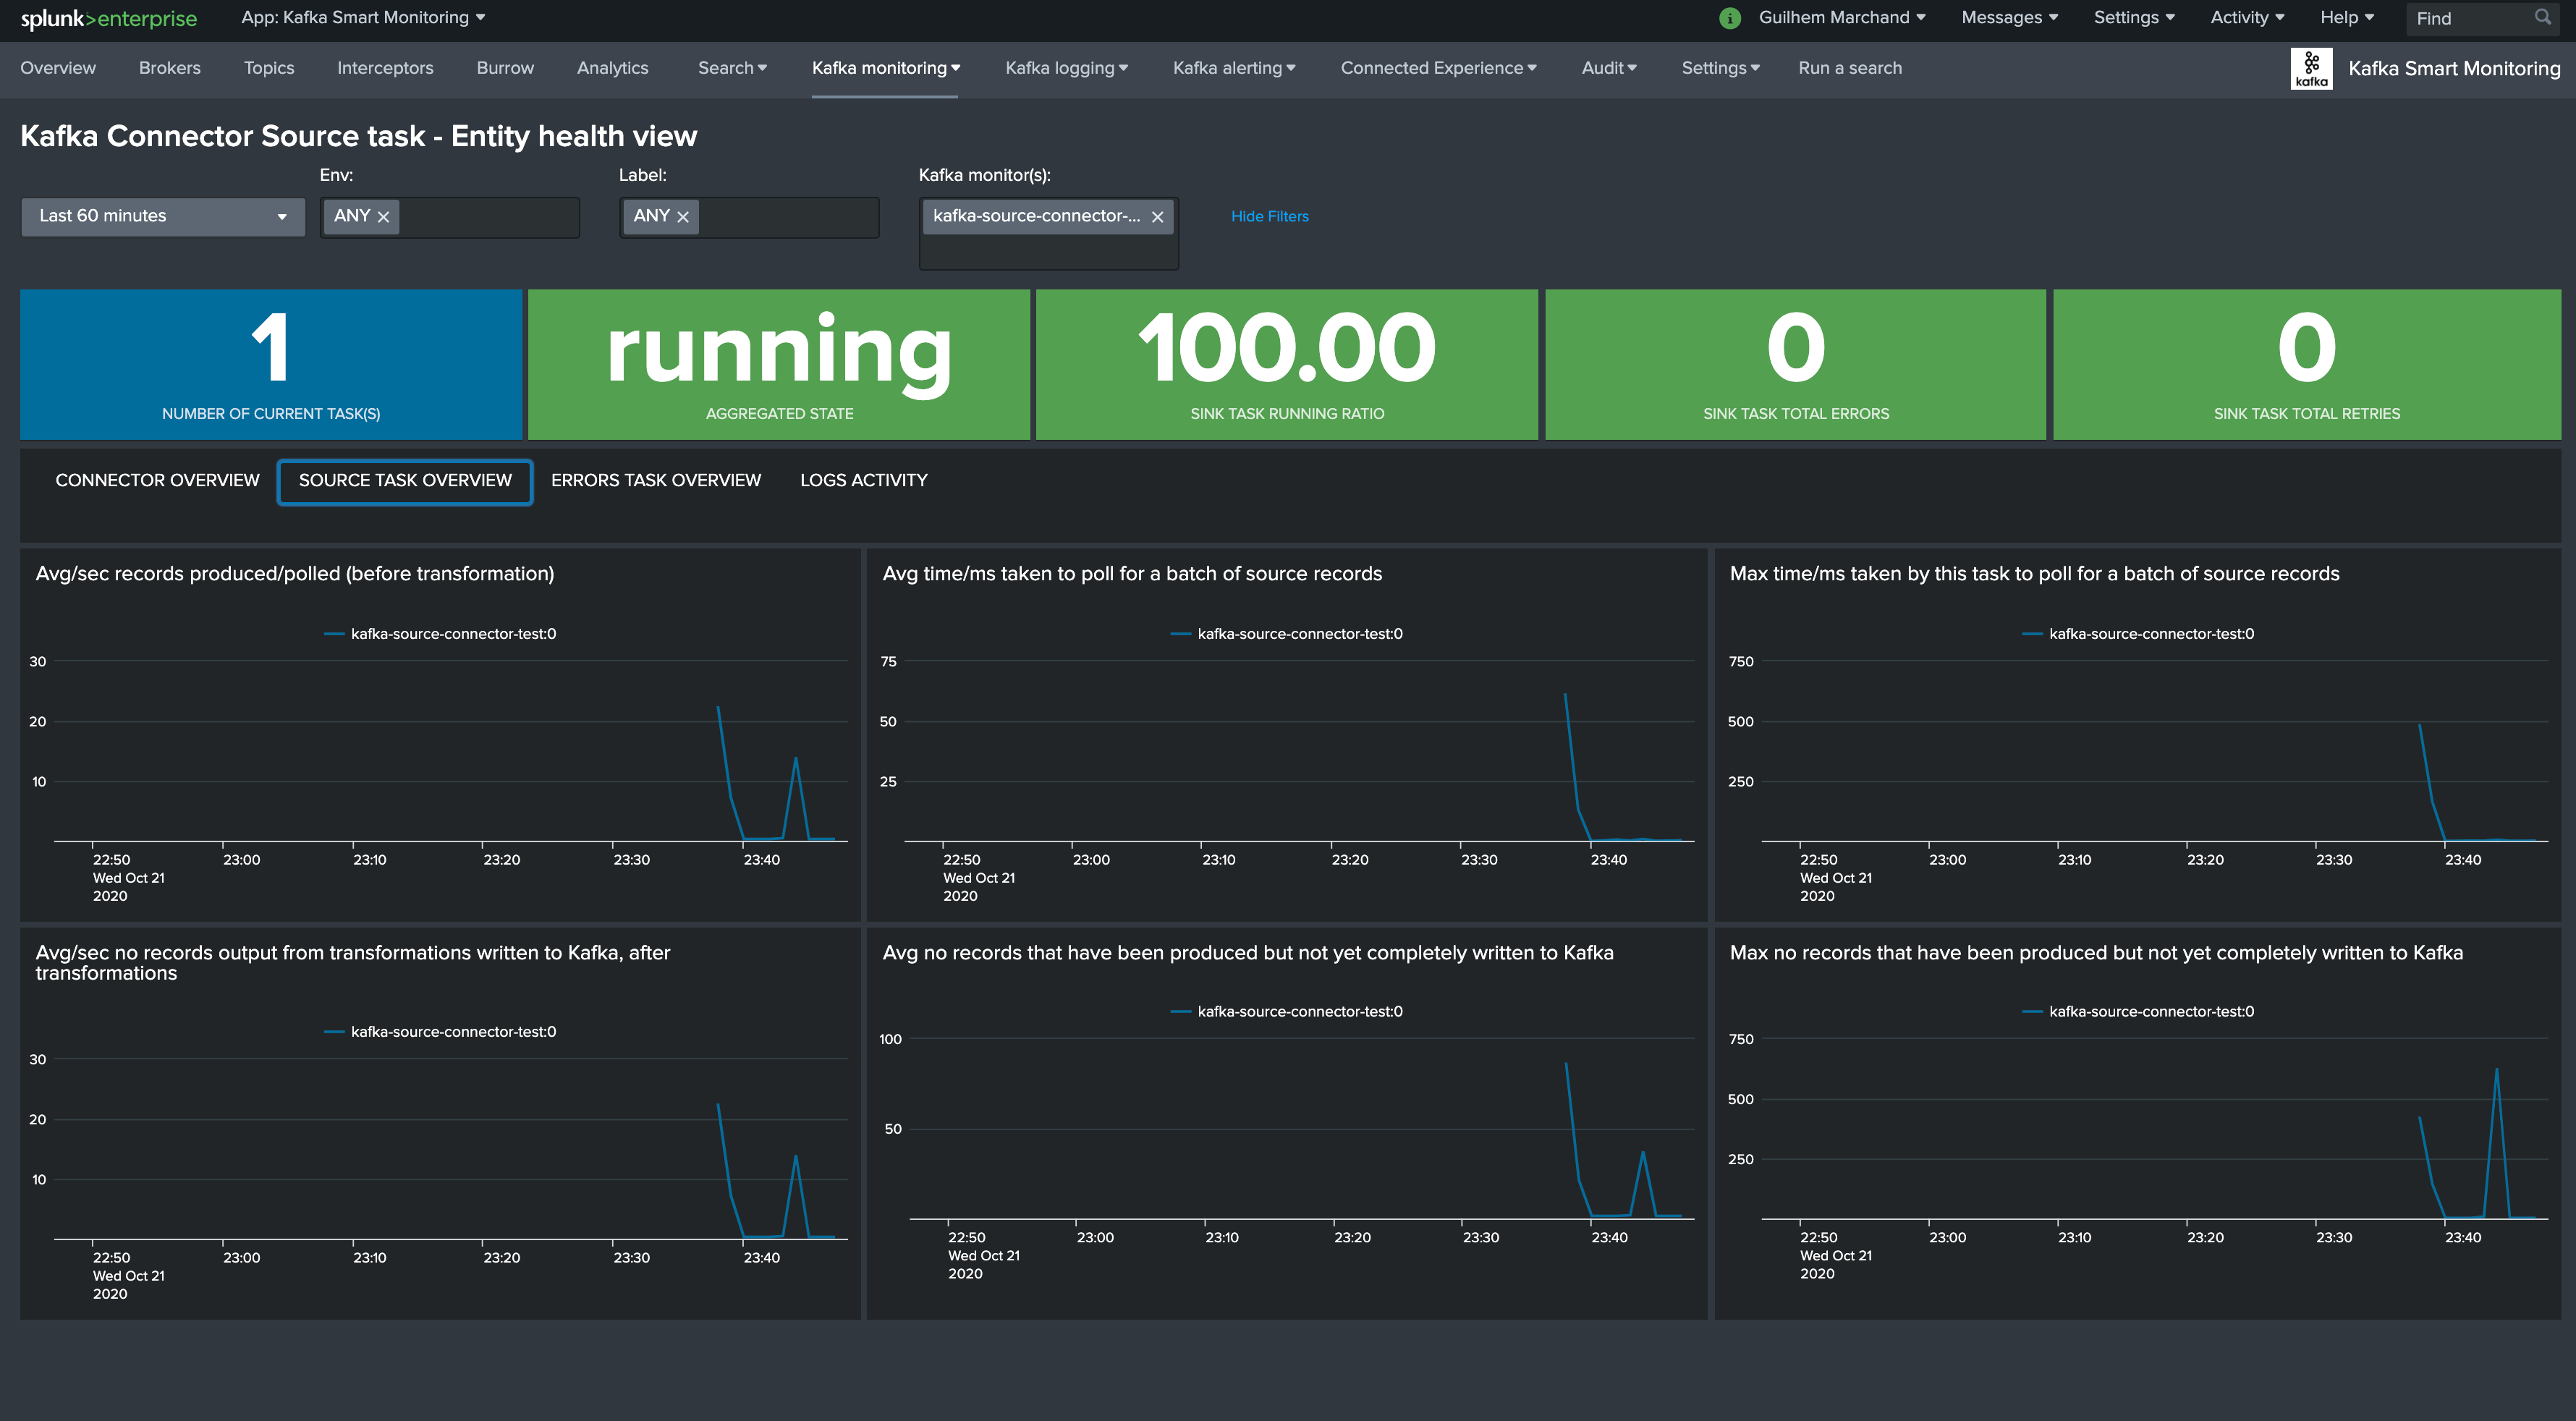 splunk>enterprise App: Kafka Smart Monitoring i Guilhem Marchand Messages Settings Activity Help Find
Overview Brokers Topics Interceptors Burrow Analytics Search Kafka monitoring Kafka logging Kafka alerting Connected Experience Audit Settings Run a search kafka Kafka Smart Monitoring
Kafka Connector Source task - Entity health view
Env: Label: Kafka monitor(s):
Last 60 minutes ANY ANY kafka-source-connector-... Hide Filters
1 running 100.00 0 0
NUMBER OF CURRENT TASK(S) AGGREGATED STATE SINK TASK RUNNING RATIO SINK TASK TOTAL ERRORS SINK TASK TOTAL RETRIES
CONNECTOR OVERVIEW SOURCE TASK OVERVIEW ERRORS TASK OVERVIEW LOGS ACTIVITY
Avg/sec records produced/polled (before transformation)
kafka-source-connector-test:0
30
20
10
22:50 23:00 23:10 23:20 23:30 23:40
Wed Oct 21
2020
Avg time/ms taken to poll for a batch of source records
kafka-source-connector-test:0
75
50
25
22:50 23:00 23:10 23:20 23:30 23:40
Wed Oct 21
2020
Max time/ms taken by this task to poll for a batch of source records
kafka-source-connector-test:0
750
500
250
22:50 23:00 23:10 23:20 23:30 23:40
Wed Oct 21
2020
Avg/sec no records output from transformations written to Kafka, after
transformations
kafka-source-connector-test:0
30
20
10
22:50 23:00 23:10 23:20 23:30 23:40
Wed Oct 21
2020
Avg no records that have been produced but not yet completely written to Kafka
kafka-source-connector-test:0
100
50
22:50 23:00 23:10 23:20 23:30 23:40
Wed Oct 21
2020
Max no records that have been produced but not yet completely written to Kafka
kafka-source-connector-test:0
750
500
250
22:50 23:00 23:10 23:20 23:30 23:40
Wed Oct 21
2020